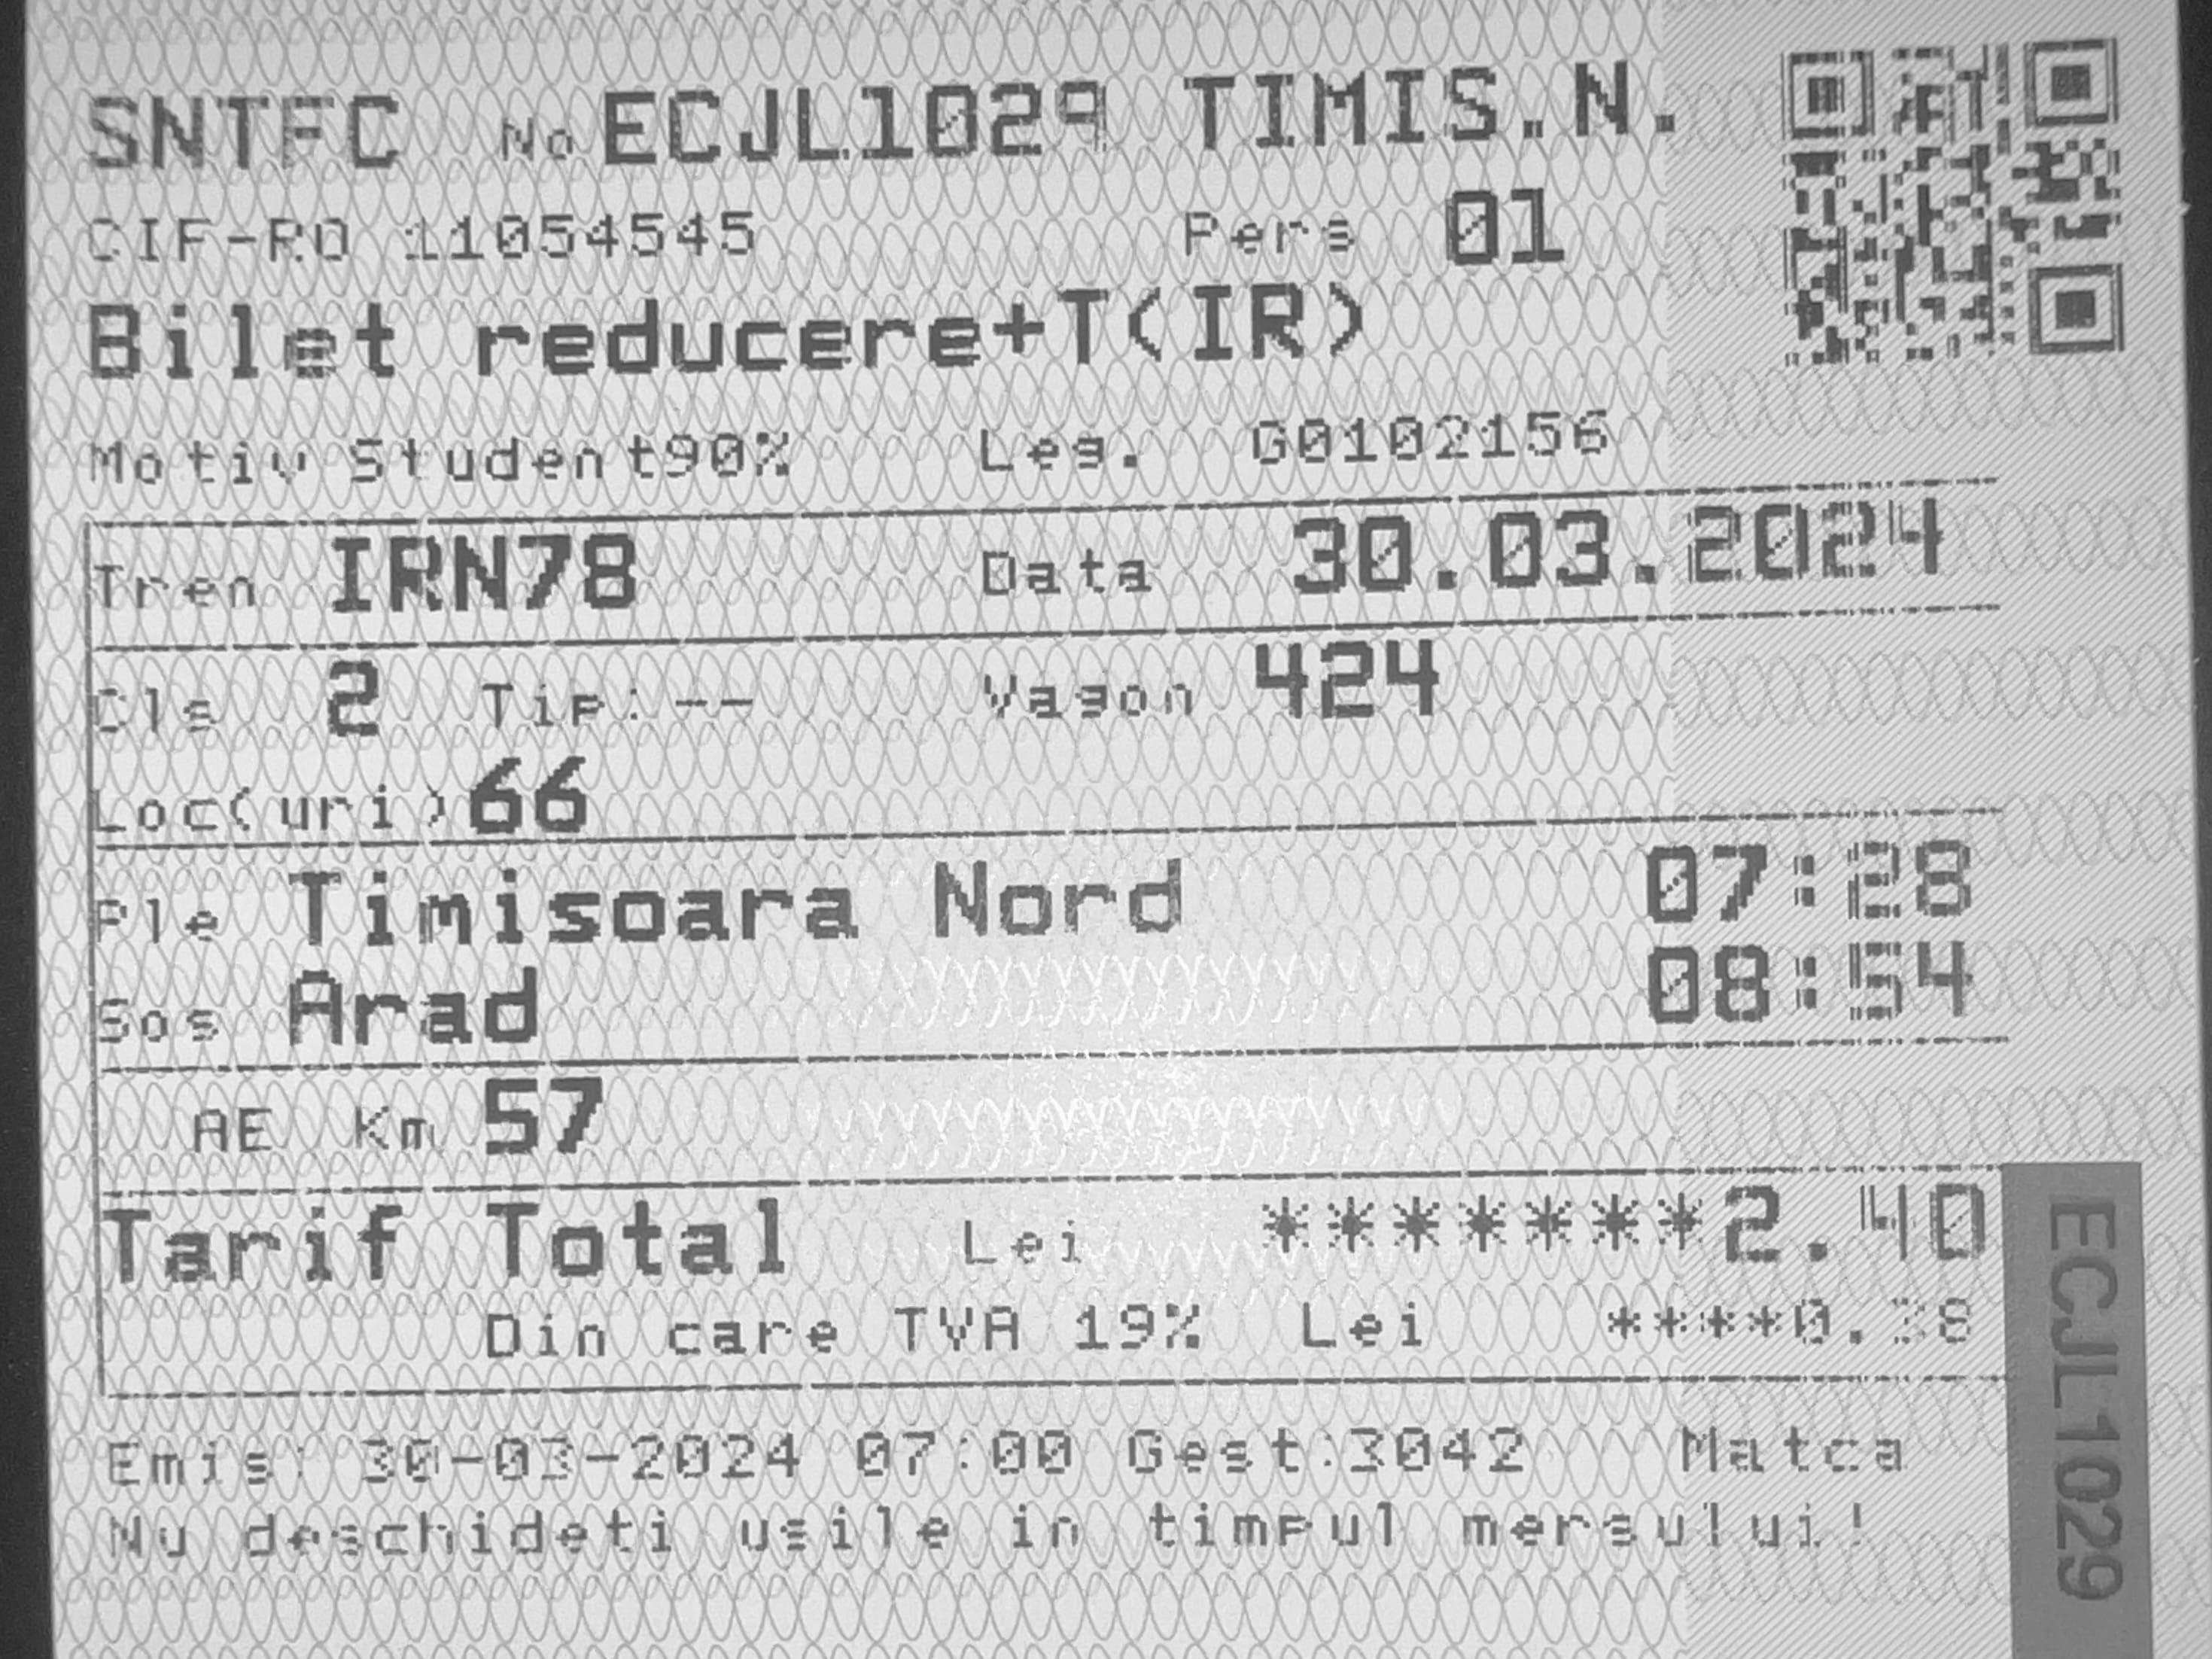 SNTFC No ECJL1029 TIMIS.N.
CIF-RO 11054545 Pers 01
Bilet reducere+T(IR)
Motiv Student90% Leg. G0102156
Tren IRN78 Data 30.03.2024
Cls 2 Tip:-- Vagon 424
Loc(uri)66
Ple Timisoara Nord 07:28
Sos Arad 08:54
AE Km 57
Tarif Total Lei *******2.40
Din care TVA 19% Lei ****0.38
Emis: 30-03-2024 07:00 Gest:3042 Matca
Nu deschideti usile in timpul mersului!
ECJL1029